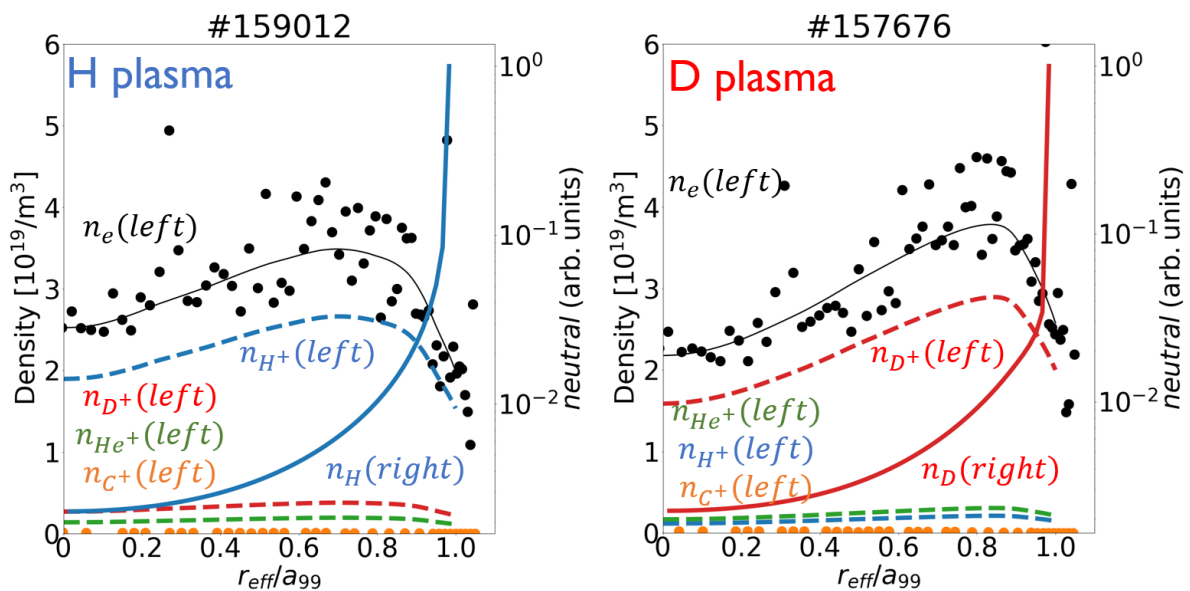 #159012
H plasma
Density [10^19/m^3]
6
5
4
3
2
1
0
n_e(left)
n_H+(left)
n_D+(left)
n_He+(left)
n_C+(left)
n_H(right)
10^0
10^-1
10^-2
neutral (arb. units)
0 0.2 0.4 0.6 0.8 1.0
r_eff/a_99
#157676
D plasma
Density [10^19/m^3]
6
5
4
3
2
1
0
n_e(left)
n_D+(left)
n_He+(left)
n_H+(left)
n_C+(left)
n_D(right)
10^0
10^-1
10^-2
neutral (arb. units)
0 0.2 0.4 0.6 0.8 1.0
r_eff/a_99